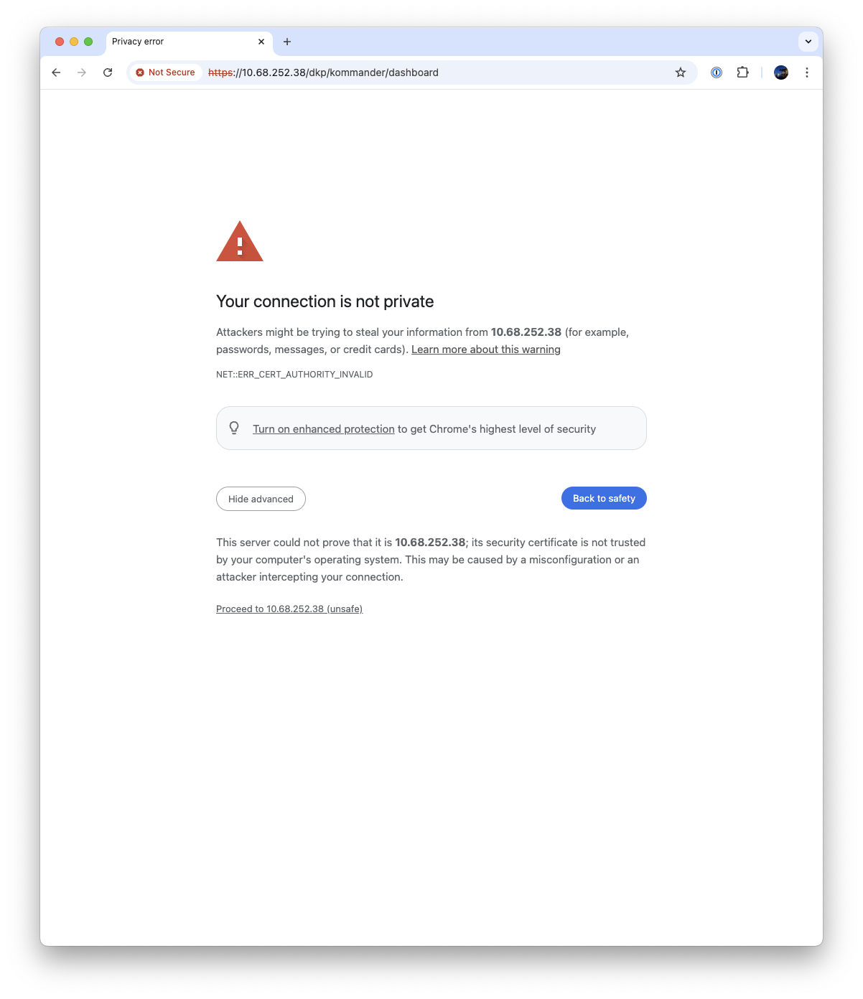 Privacy error
Not Secure https://10.68.252.38/dkp/kommander/dashboard
Your connection is not private
Attackers might be trying to steal your information from 10.68.252.38 (for example,
passwords, messages, or credit cards). Learn more about this warning
NET::ERR_CERT_AUTHORITY_INVALID
Turn on enhanced protection to get Chrome's highest level of security
Hide advanced
Back to safety
This server could not prove that it is 10.68.252.38; its security certificate is not trusted
by your computer's operating system. This may be caused by a misconfiguration or an
attacker intercepting your connection.
Proceed to 10.68.252.38 (unsafe)